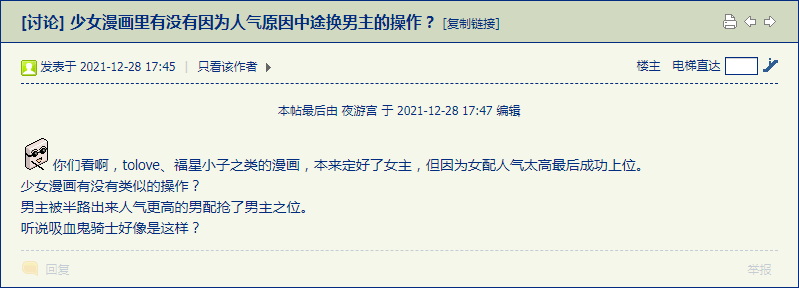 [讨论] 少女漫画里有没有因为人气原因中途换男主的操作？ [复制链接]
发表于 2021-12-28 17:45 | 只看该作者
楼主 电梯直达
本帖最后由 夜游宫 于 2021-12-28 17:47 编辑
你们看啊，tolove、福星小子之类的漫画，本来定好了女主，但因为女配人气太高最后成功上位。
少女漫画有没有类似的操作？
男主被半路出来人气更高的男配抢了男主之位。
听说吸血鬼骑士好像是这样？
回复
举报